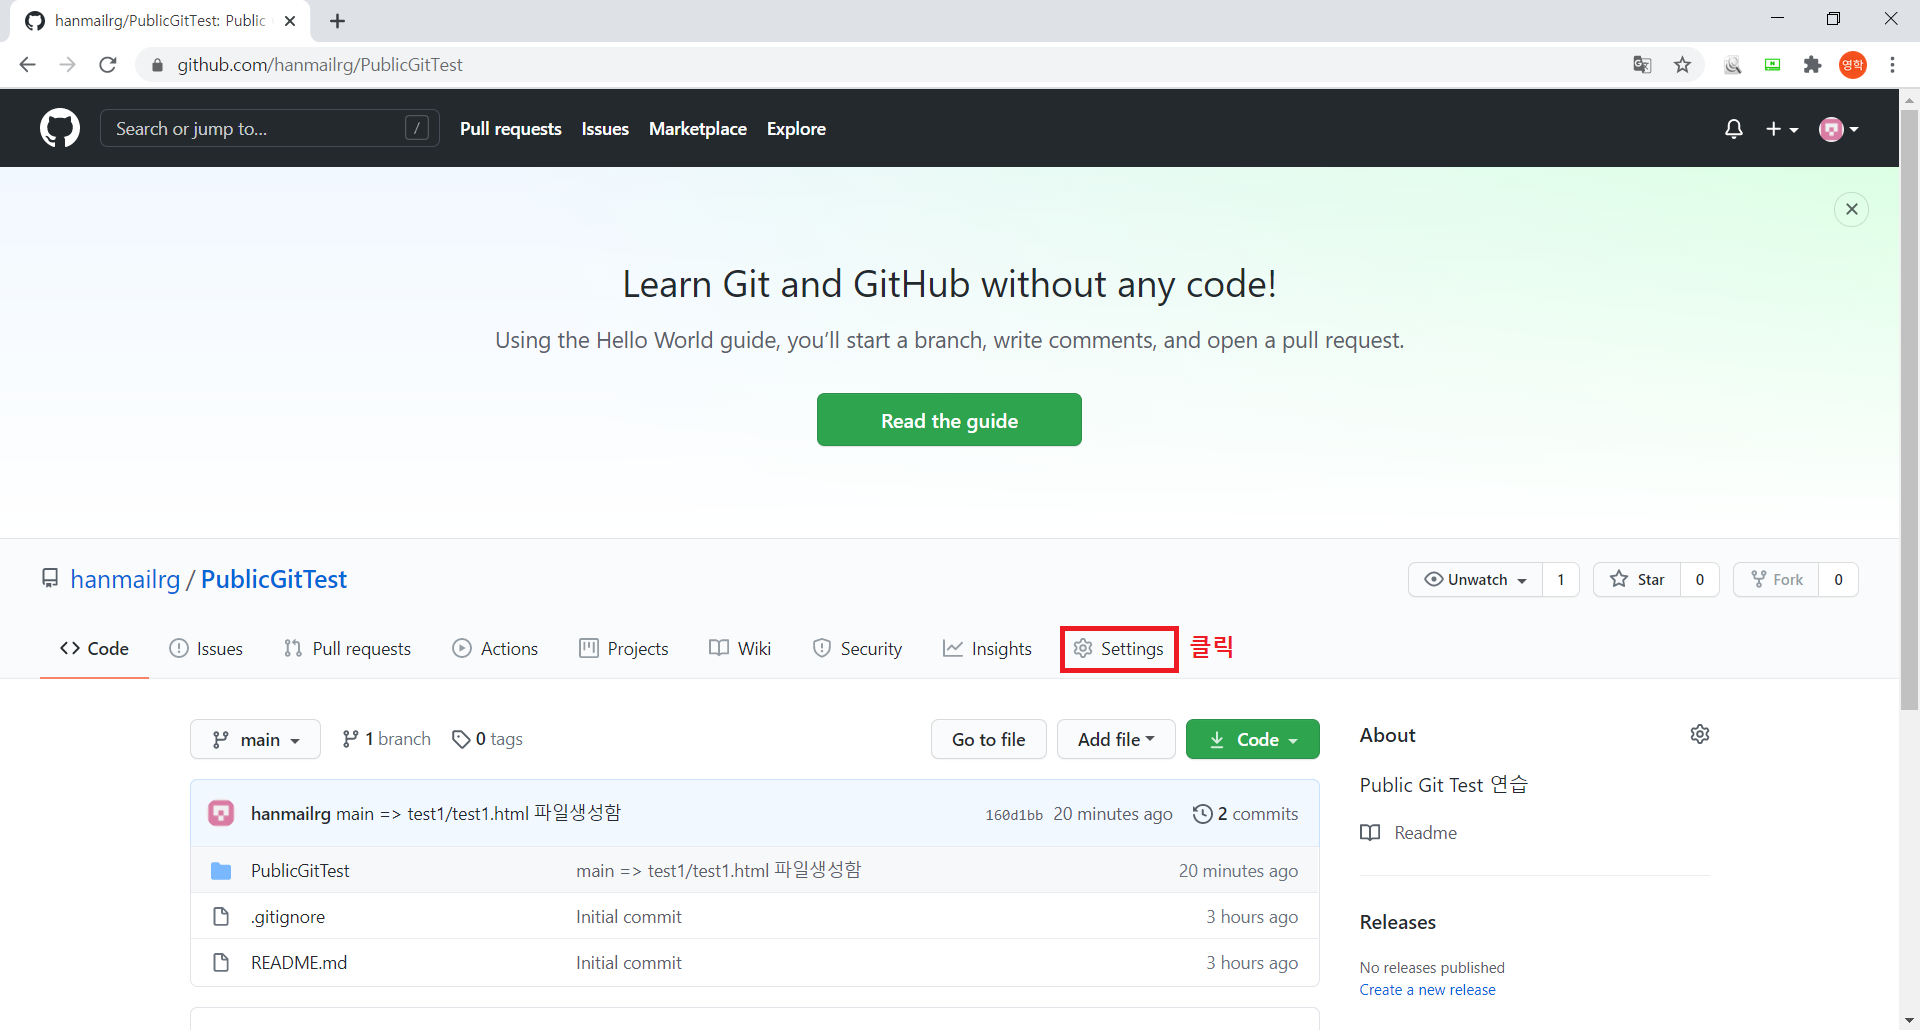 hanmailrg/PublicGitTest: Public
github.com/hanmailrg/PublicGitTest
영학
Search or jump to...
/
Pull requests
Issues
Marketplace
Explore
Learn Git and GitHub without any code!
Using the Hello World guide, you’ll start a branch, write comments, and open a pull request.
Read the guide
hanmailrg / PublicGitTest
Unwatch 1
Star 0
Fork 0
Code
Issues
Pull requests
Actions
Projects
Wiki
Security
Insights
Settings
클릭
main
1 branch
0 tags
Go to file
Add file
Code
hanmailrg main => test1/test1.html 파일생성함
160d1bb 20 minutes ago
2 commits
PublicGitTest
main => test1/test1.html 파일생성함
20 minutes ago
.gitignore
Initial commit
3 hours ago
README.md
Initial commit
3 hours ago
About
Public Git Test 연습
Readme
Releases
No releases published
Create a new release